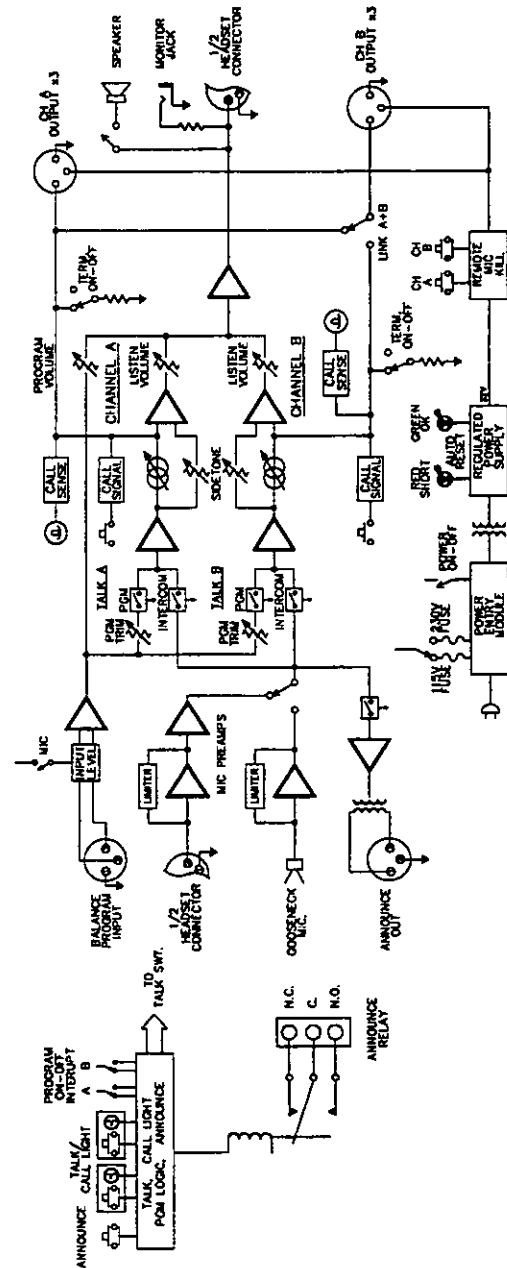 ANNOUNCE
TALK/
CALL LIGHT
PROGRAM
ON-OFF
INTERUPT
A
B
TALK, CALL LIGHT
PGM LOGIC, ANNOUNCE
TO
TALK SWT.
N.C.
C.
N.O.
ANNOUNCE
RELAY
BALANCE
PROGRAM
INPUT
MIC
INPUT
LEVEL
1/2
HEADSET
CONNECTOR
LIMITER
MIC PREAMPS
GOOSENECK
MIC.
LIMITER
ANNOUNCE
OUT
TALK A
PGM
TRIM
PGM
INTERCOM
TALK B
PGM
TRIM
PGM
INTERCOM
CALL
SENSE
CALL
SIGNAL
PROGRAM
VOLUME
CHANNEL A
LISTEN
VOLUME
SIDETONE
LISTEN
VOLUME
CHANNEL B
CALL
SENSE
CALL
SIGNAL
TERM.
ON-OFF
TERM.
ON-OFF
LINK A+B
CH A
OUTPUT x3
SPEAKER
MONITOR
JACK
1/2
HEADSET
CONNECTOR
CH B
OUTPUT x3
115V
FUSE
230V
FUSE
POWER
ENTRY
MODULE
POWER
ON-OFF
RED
SHORT
AUTO
RESET
GREEN
OK
REGULATED
POWER
SUPPLY
CH
A
CH
B
REMOTE
MIC
KILL